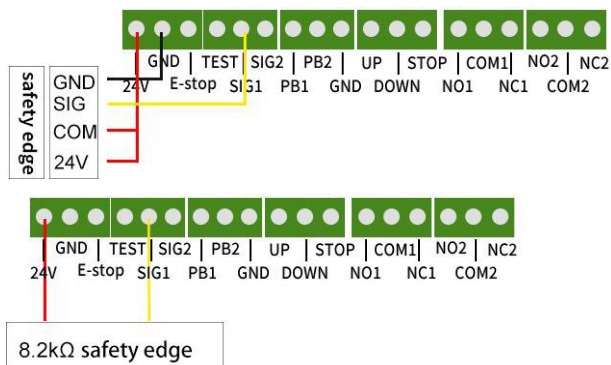 GND | TEST | SIG2 | PB2 | UP | STOP | COM1 | NO2 | NC2
24V E-stop SIG1 PB1 GND DOWN NO1 NC1 COM2
safety edge
GND
SIG
COM
24V
GND | TEST | SIG2 | PB2 | UP | STOP | COM1 | NO2 | NC2
24V E-stop SIG1 PB1 GND DOWN NO1 NC1 COM2
8.2kΩ safety edge